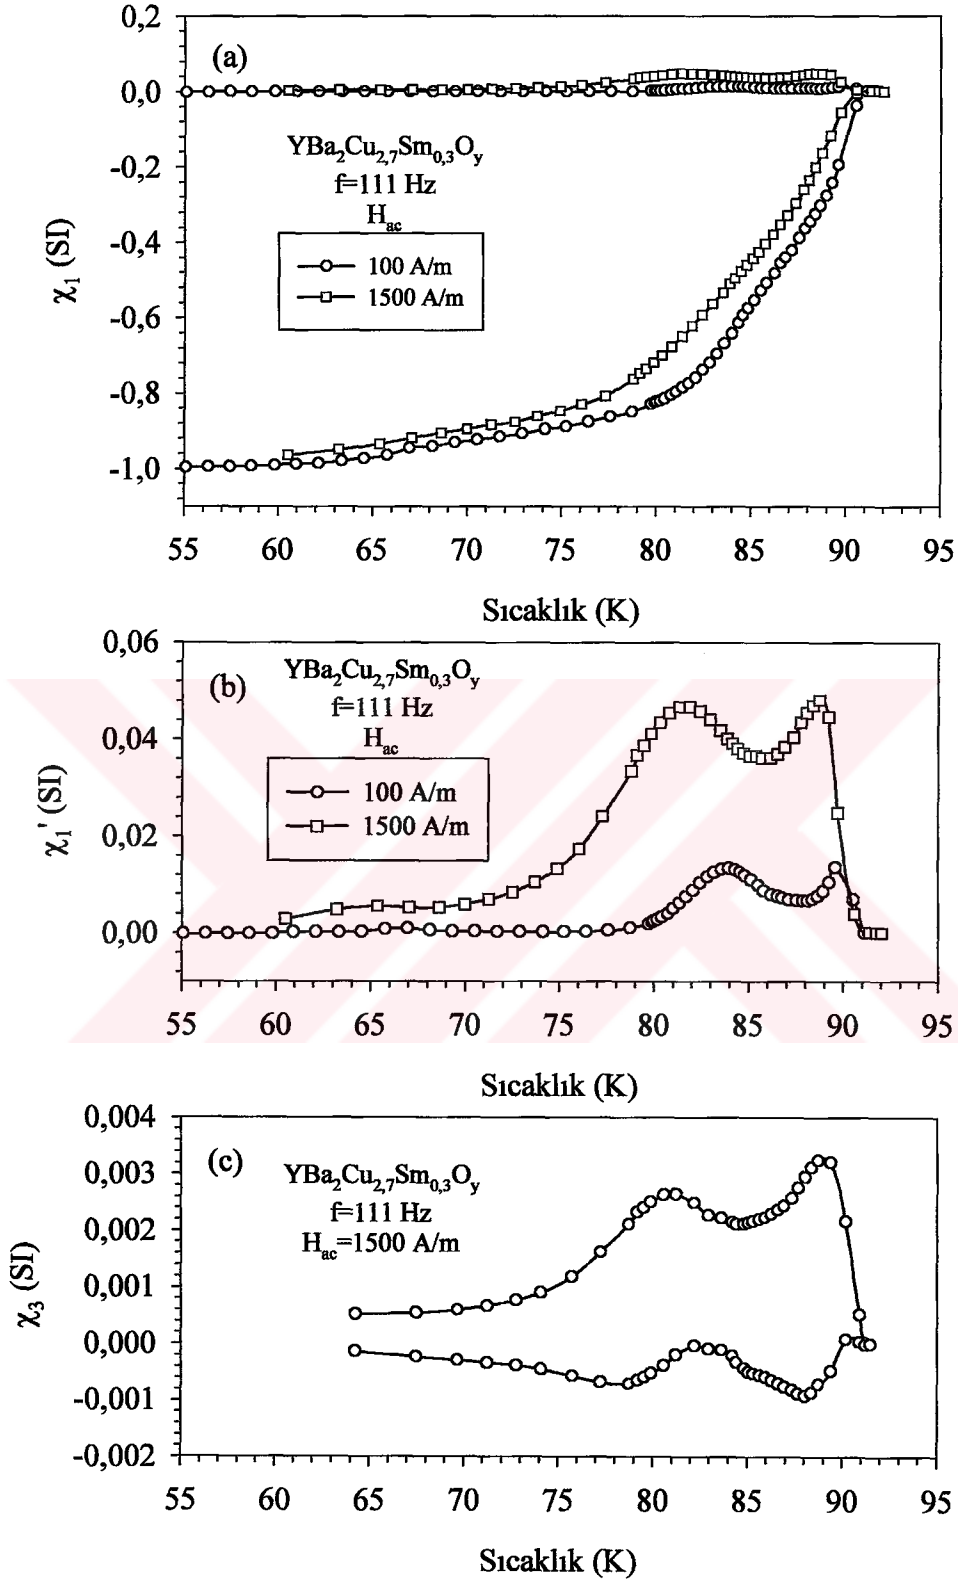 0,2
(a)
0,0
YBa₂Cu₂,₇Sm₀,₃Oy
f=111 Hz
Hac
-0,2
-0,4
100 A/m
1500 A/m
-0,6
-0,8
-1,0
χ₁ (SI)
55 60 65 70 75 80 85 90 95
Sıcaklık (K)
0,06
(b)
YBa₂Cu₂,₇Sm₀,₃Oy
f=111 Hz
Hac
0,04
100 A/m
1500 A/m
0,02
0,00
χ₁' (SI)
55 60 65 70 75 80 85 90 95
Sıcaklık (K)
0,004
(c)
0,003
YBa₂Cu₂,₇Sm₀,₃Oy
f=111 Hz
Hac=1500 A/m
0,002
0,001
0,000
-0,001
-0,002
χ₃ (SI)
55 60 65 70 75 80 85 90 95
Sıcaklık (K)